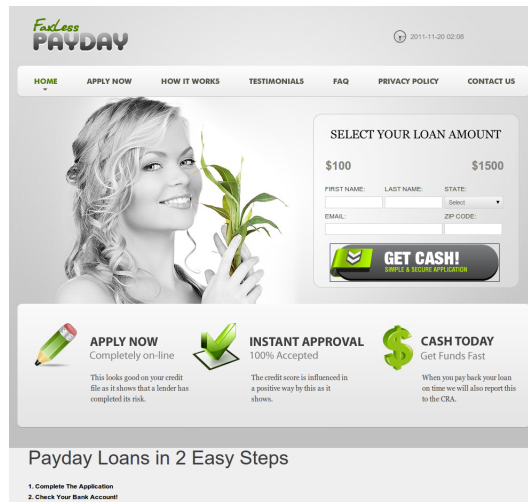 FaxLess
PAYDAY
2011-11-20 02:08
HOME APPLY NOW HOW IT WORKS TESTIMONIALS FAQ PRIVACY POLICY CONTACT US
SELECT YOUR LOAN AMOUNT
$100 $1500
FIRST NAME: LAST NAME: STATE:
Select
EMAIL: ZIP CODE:
GET CASH!
SIMPLE & SECURE APPLICATION
APPLY NOW
Completely on-line
This looks good on your credit
file as it shows that a lender has
completed its risk.
INSTANT APPROVAL
100% Accepted
The credit score is influenced in
a positive way by this as it
shows.
CASH TODAY
Get Funds Fast
When you pay back your loan
on time we will also report this
to the CRA.
Payday Loans in 2 Easy Steps
1. Complete The Application
2. Check Your Bank Account!